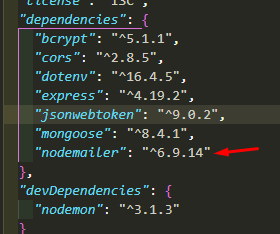 "license": "ISC",
"dependencies": {
"bcrypt": "^5.1.1",
"cors": "^2.8.5",
"dotenv": "^16.4.5",
"express": "^4.19.2",
"jsonwebtoken": "^9.0.2",
"mongoose": "^8.4.1",
"nodemailer": "^6.9.14"
},
"devDependencies": {
"nodemon": "^3.1.3"
}